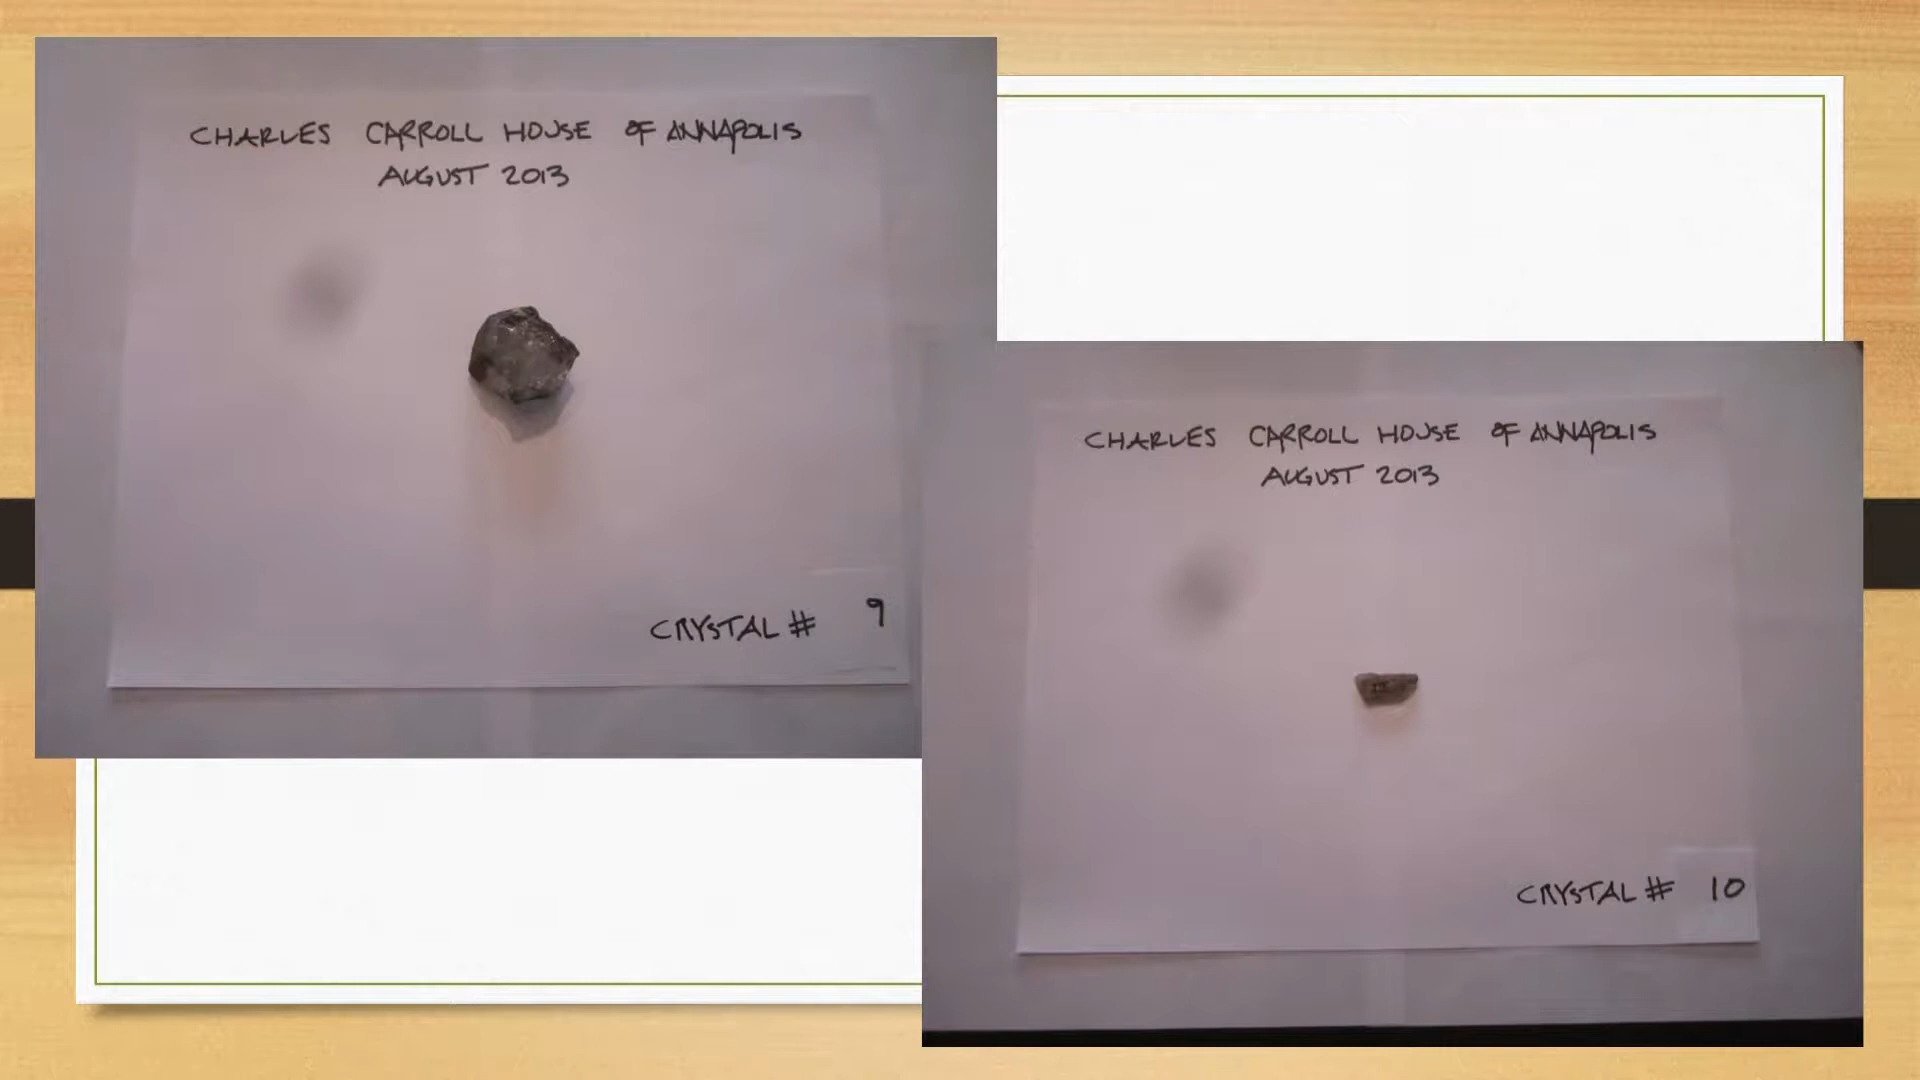 CHARLES CARROLL HOUSE OF ANNAPOLIS
AUGUST 2013
CRYSTAL # 9
CHARLES CARROLL HOUSE OF ANNAPOLIS
AUGUST 2013
CRYSTAL # 10